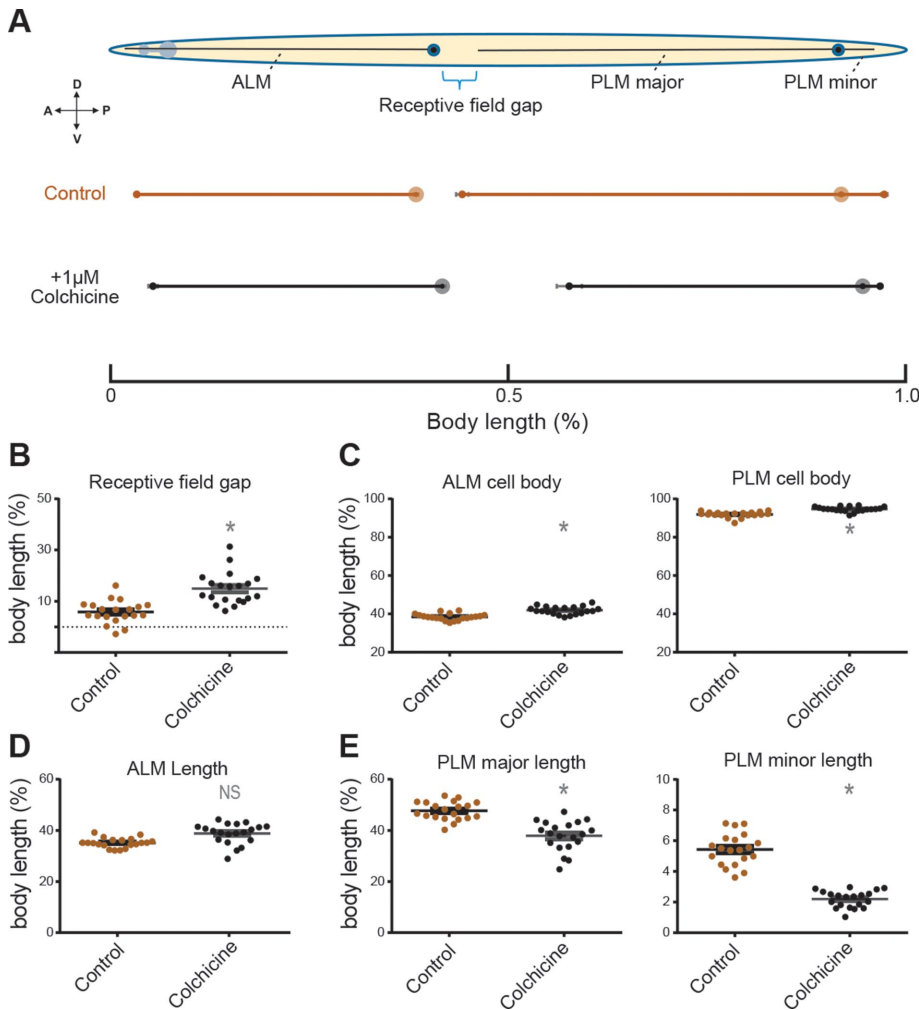 A
ALM
PLM major
PLM minor
Receptive field gap
D
A
P
V
Control
+1µM
Colchicine
0
0.5
1.0
Body length (%)
B
Receptive field gap
body length (%)
50
30
10
*
Control
Colchicine
C
ALM cell body
body length (%)
100
80
60
40
20
*
Control
Colchicine
PLM cell body
100
80
60
40
20
*
Control
Colchicine
D
ALM Length
body length (%)
60
40
20
0
NS
Control
Colchicine
E
PLM major length
body length (%)
60
40
20
0
*
Control
Colchicine
PLM minor length
10
8
6
4
2
0
*
Control
Colchicine